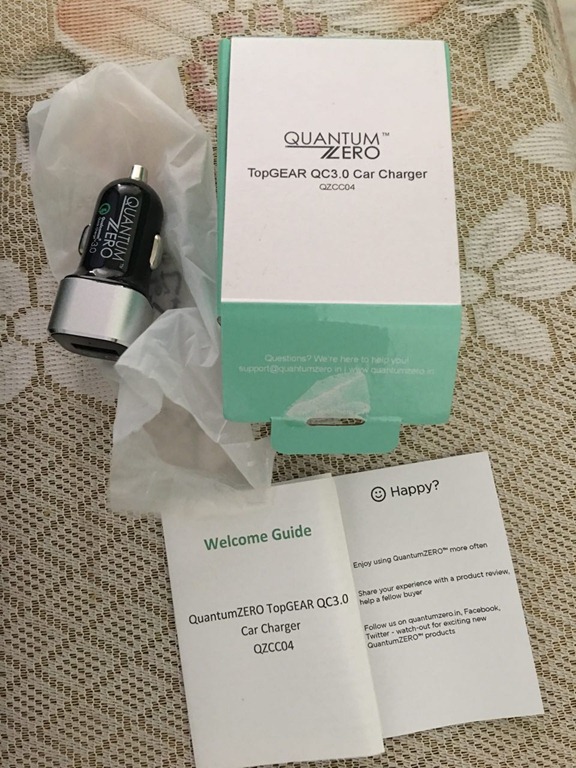 QUANTUM™
ZERO
TopGEAR QC3.0 Car Charger
QZCC04
Questions? We're here to help you!
support@quantumzero.in | www.quantumzero.in
QUANTUM™
ZERO
3.0
Welcome Guide
QuantumZERO TopGEAR QC3.0
Car Charger
QZCC04
Happy?
Enjoy using QuantumZERO™ more often
Share your experience with a product review,
help a fellow buyer
Follow us on quantumzero.in, Facebook,
Twitter - watch-out for exciting new
QuantumZERO™ products